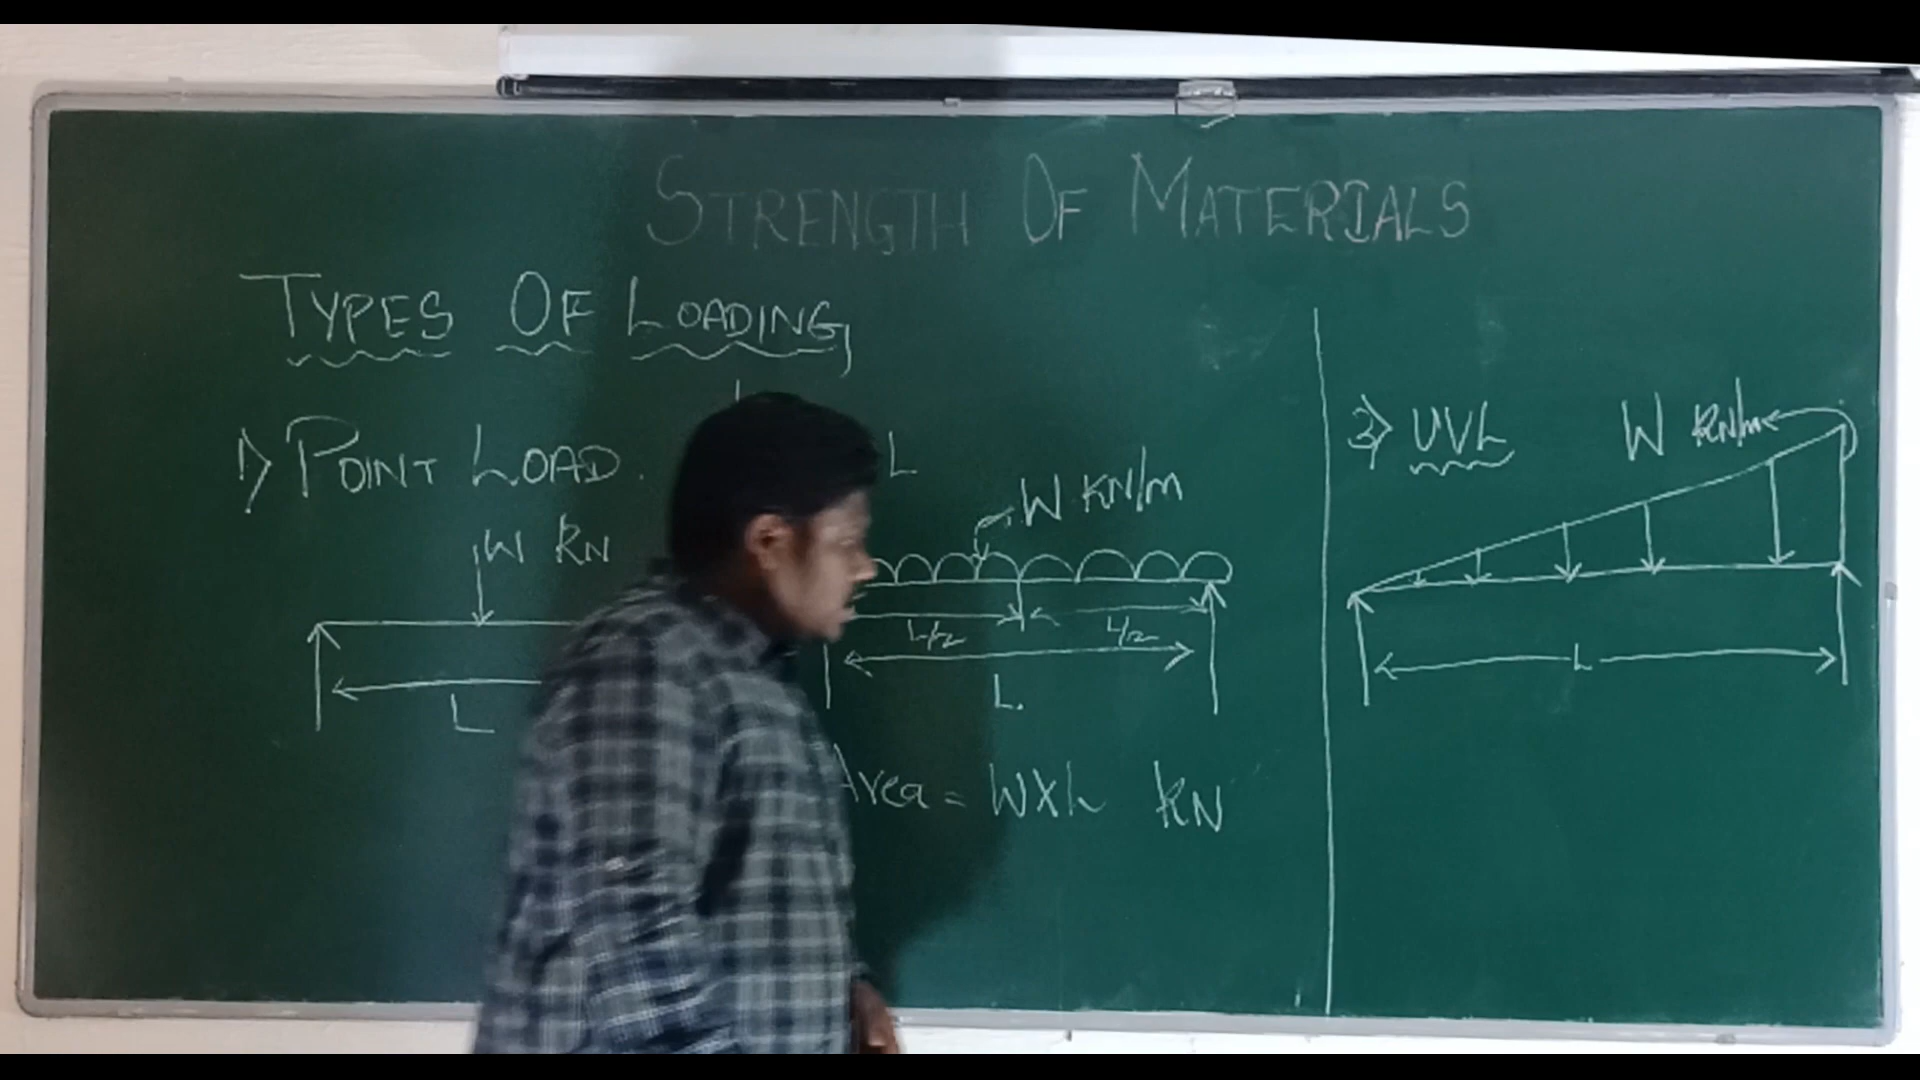 STRENGTH OF MATERIALS
TYPES OF LOADING
1) POINT LOAD.
W KN
L
L
W KN/m
L/2 L/2
L.
Area = W×L KN
3) UVL
W KN/m
L